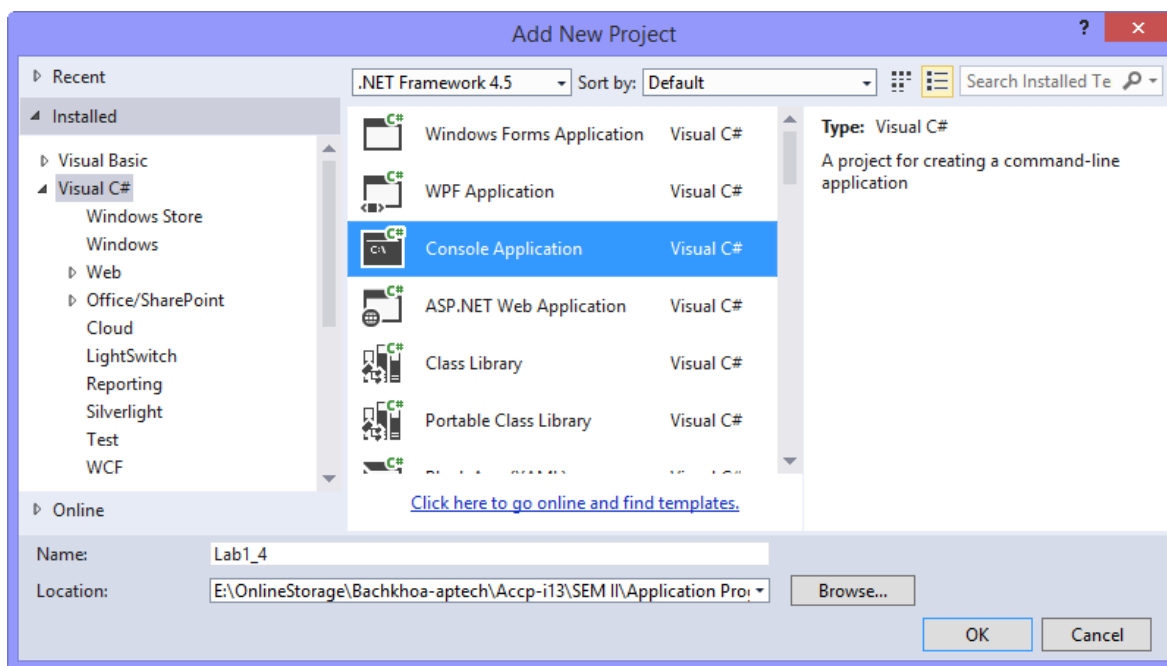 Add New Project
?
Recent
Installed
Visual Basic
Visual C#
Windows Store
Windows
Web
Office/SharePoint
Cloud
LightSwitch
Reporting
Silverlight
Test
WCF
Online
.NET Framework 4.5 Sort by: Default
Search Installed Te
C# Windows Forms Application Visual C#
C# WPF Application Visual C#
C# C:\ Console Application Visual C#
C# ASP.NET Web Application Visual C#
C# Class Library Visual C#
C# Portable Class Library Visual C#
C#
Click here to go online and find templates.
Type: Visual C#
A project for creating a command-line
application
Name: Lab1_4
Location: E:\OnlineStorage\Bachkhoa-aptech\Accp-i13\SEM II\Application Pro
Browse...
OK Cancel